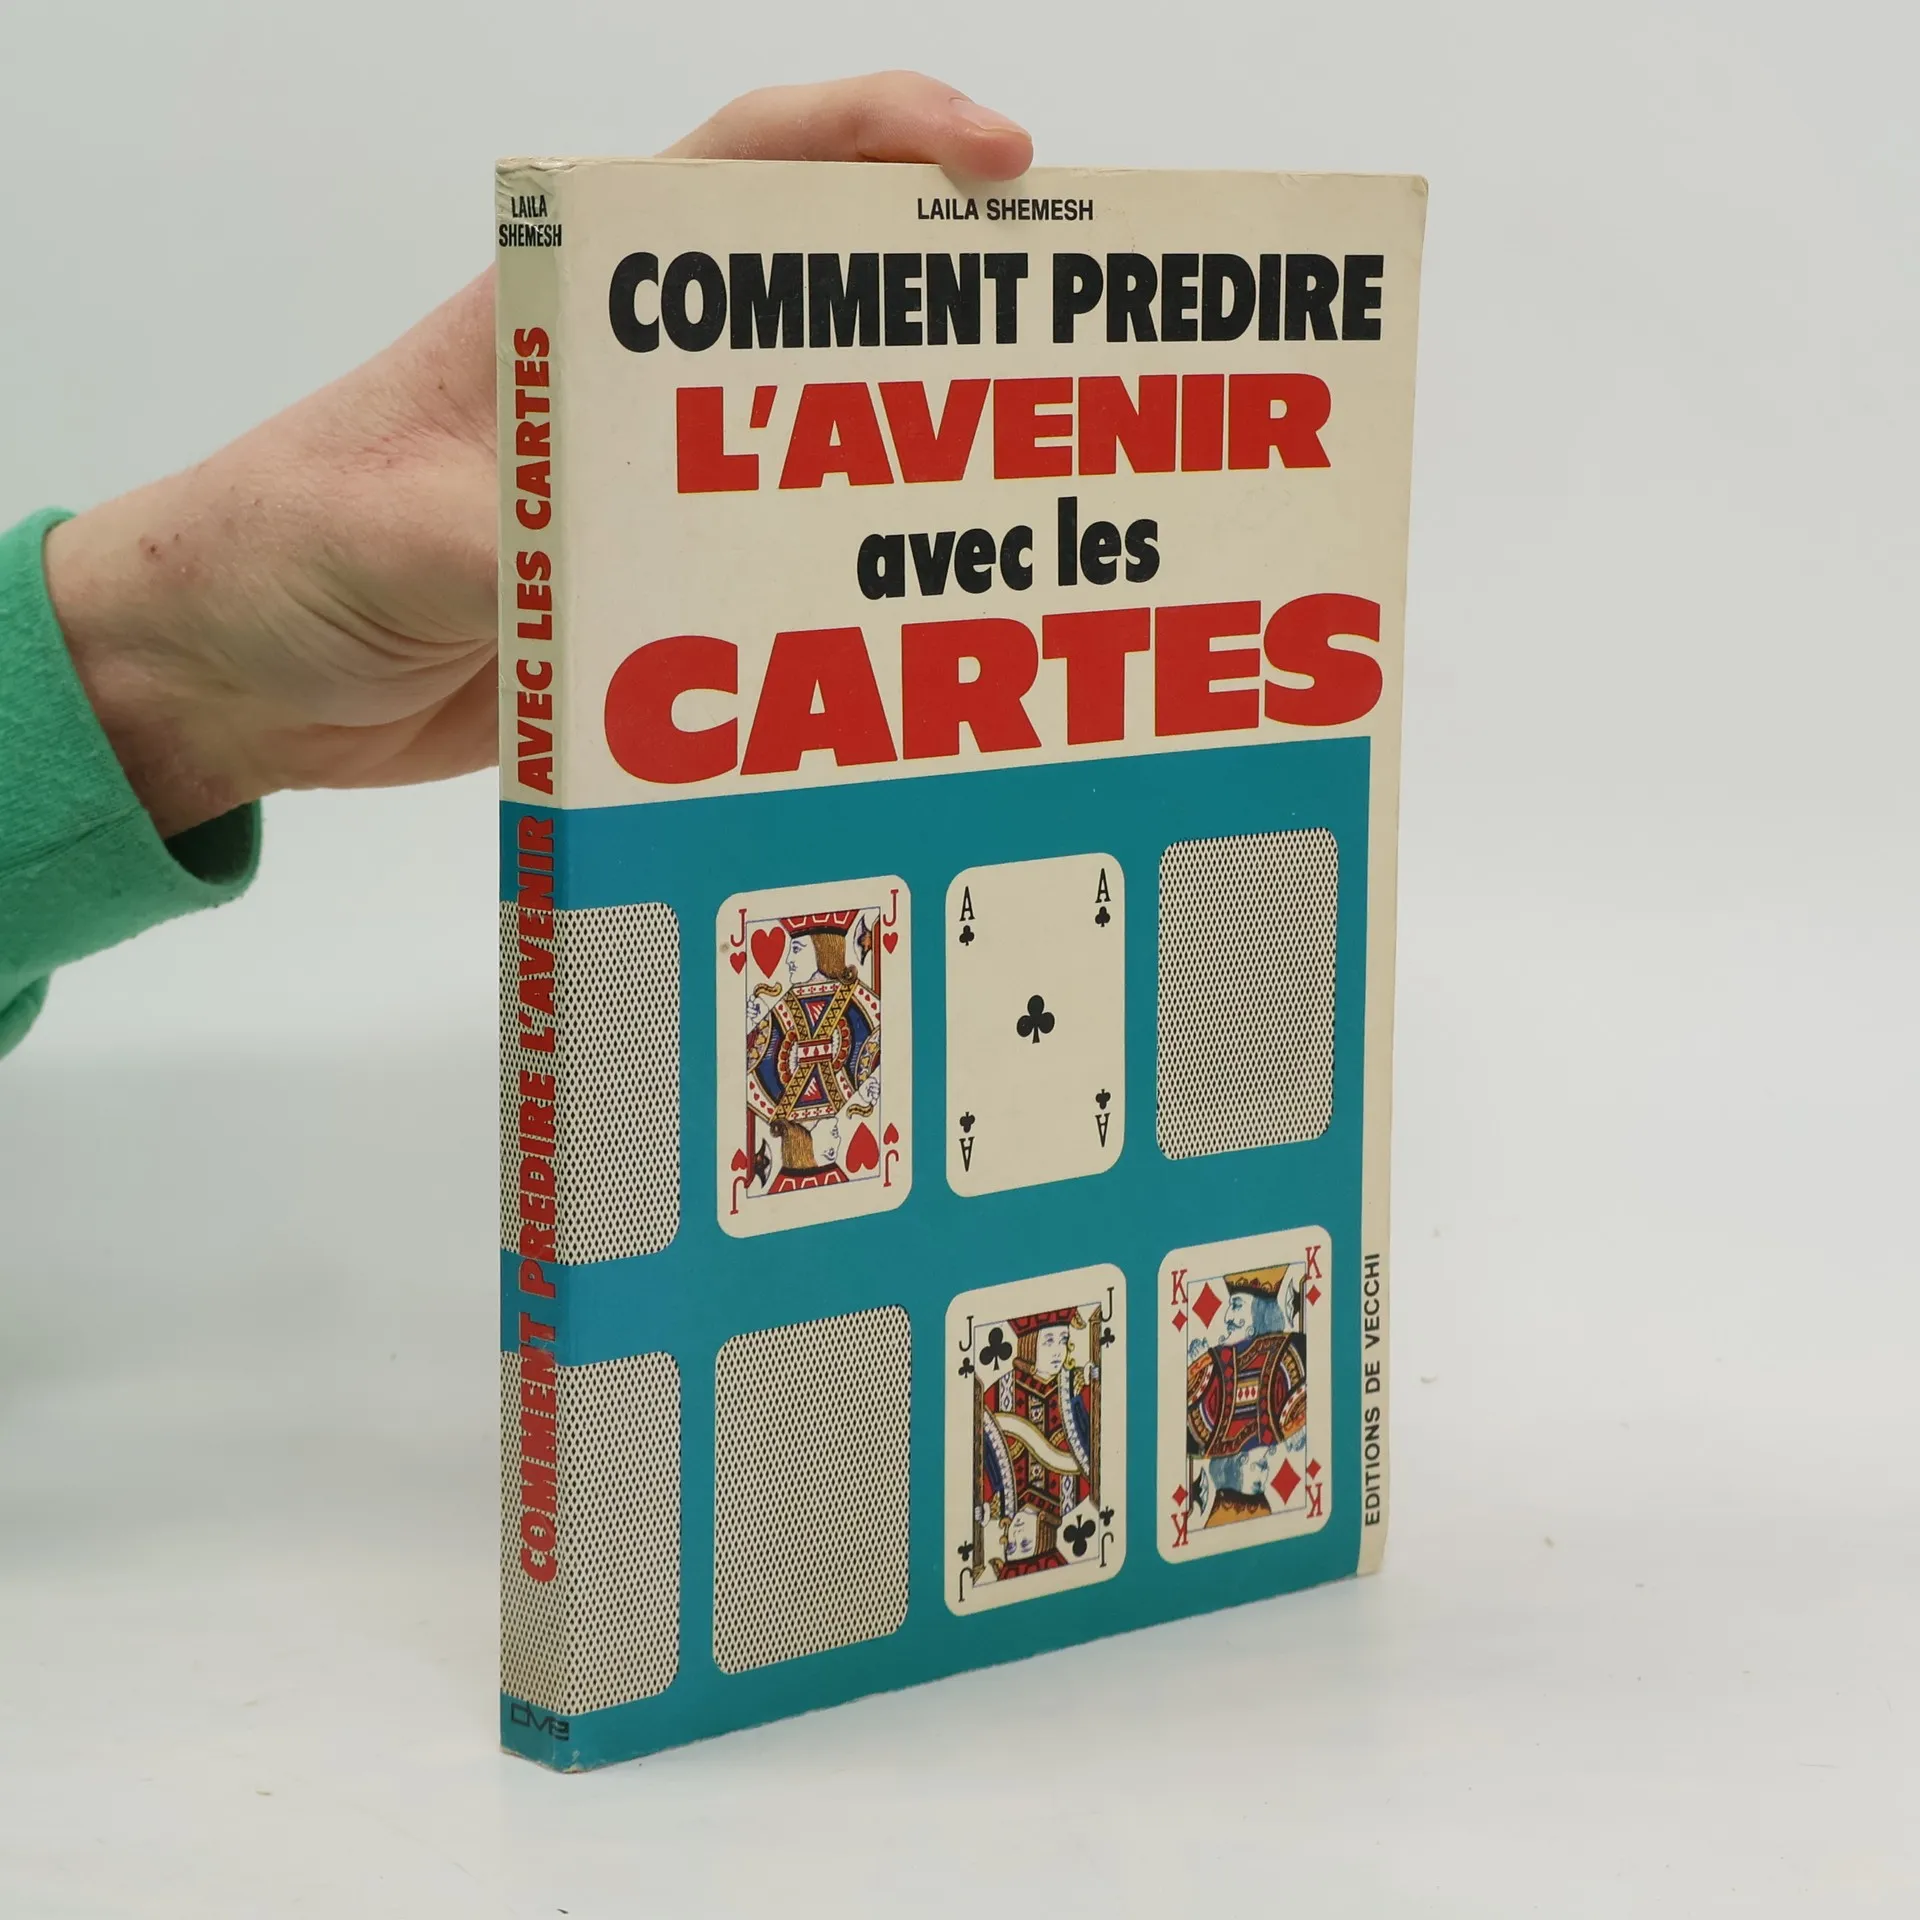 LAILA
SHEMESH
COMMENT PREDIRE L'AVENIR AVEC LES CARTES
LAILA SHEMESH
COMMENT PREDIRE
L'AVENIR
avec les
CARTES
J J
J J
A A
A A
J J
J J
K K
K K
EDITIONS DE VECCHI